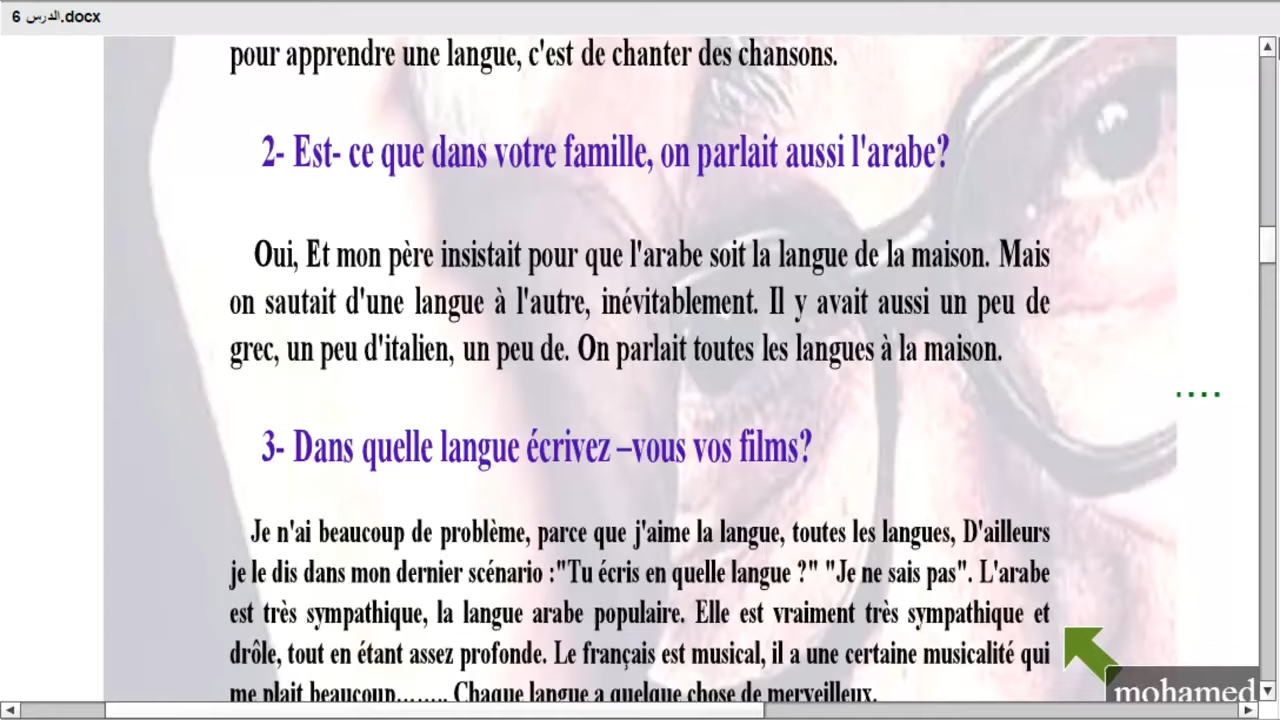 الدرس 6.docx
pour apprendre une langue, c'est de chanter des chansons.
2- Est- ce que dans votre famille, on parlait aussi l'arabe?
Oui, Et mon père insistait pour que l'arabe soit la langue de la maison. Mais
on sautait d'une langue à l'autre, inévitablement. Il y avait aussi un peu de
grec, un peu d'italien, un peu de. On parlait toutes les langues à la maison.
....
3- Dans quelle langue écrivez –vous vos films?
Je n'ai beaucoup de problème, parce que j'aime la langue, toutes les langues, D'ailleurs
je le dis dans mon dernier scénario :"Tu écris en quelle langue ?" "Je ne sais pas". L'arabe
est très sympathique, la langue arabe populaire. Elle est vraiment très sympathique et
drôle, tout en étant assez profonde. Le français est musical, il a une certaine musicalité qui
me plait beaucoup........ Chaque langue a quelque chose de merveilleux.
mohamed